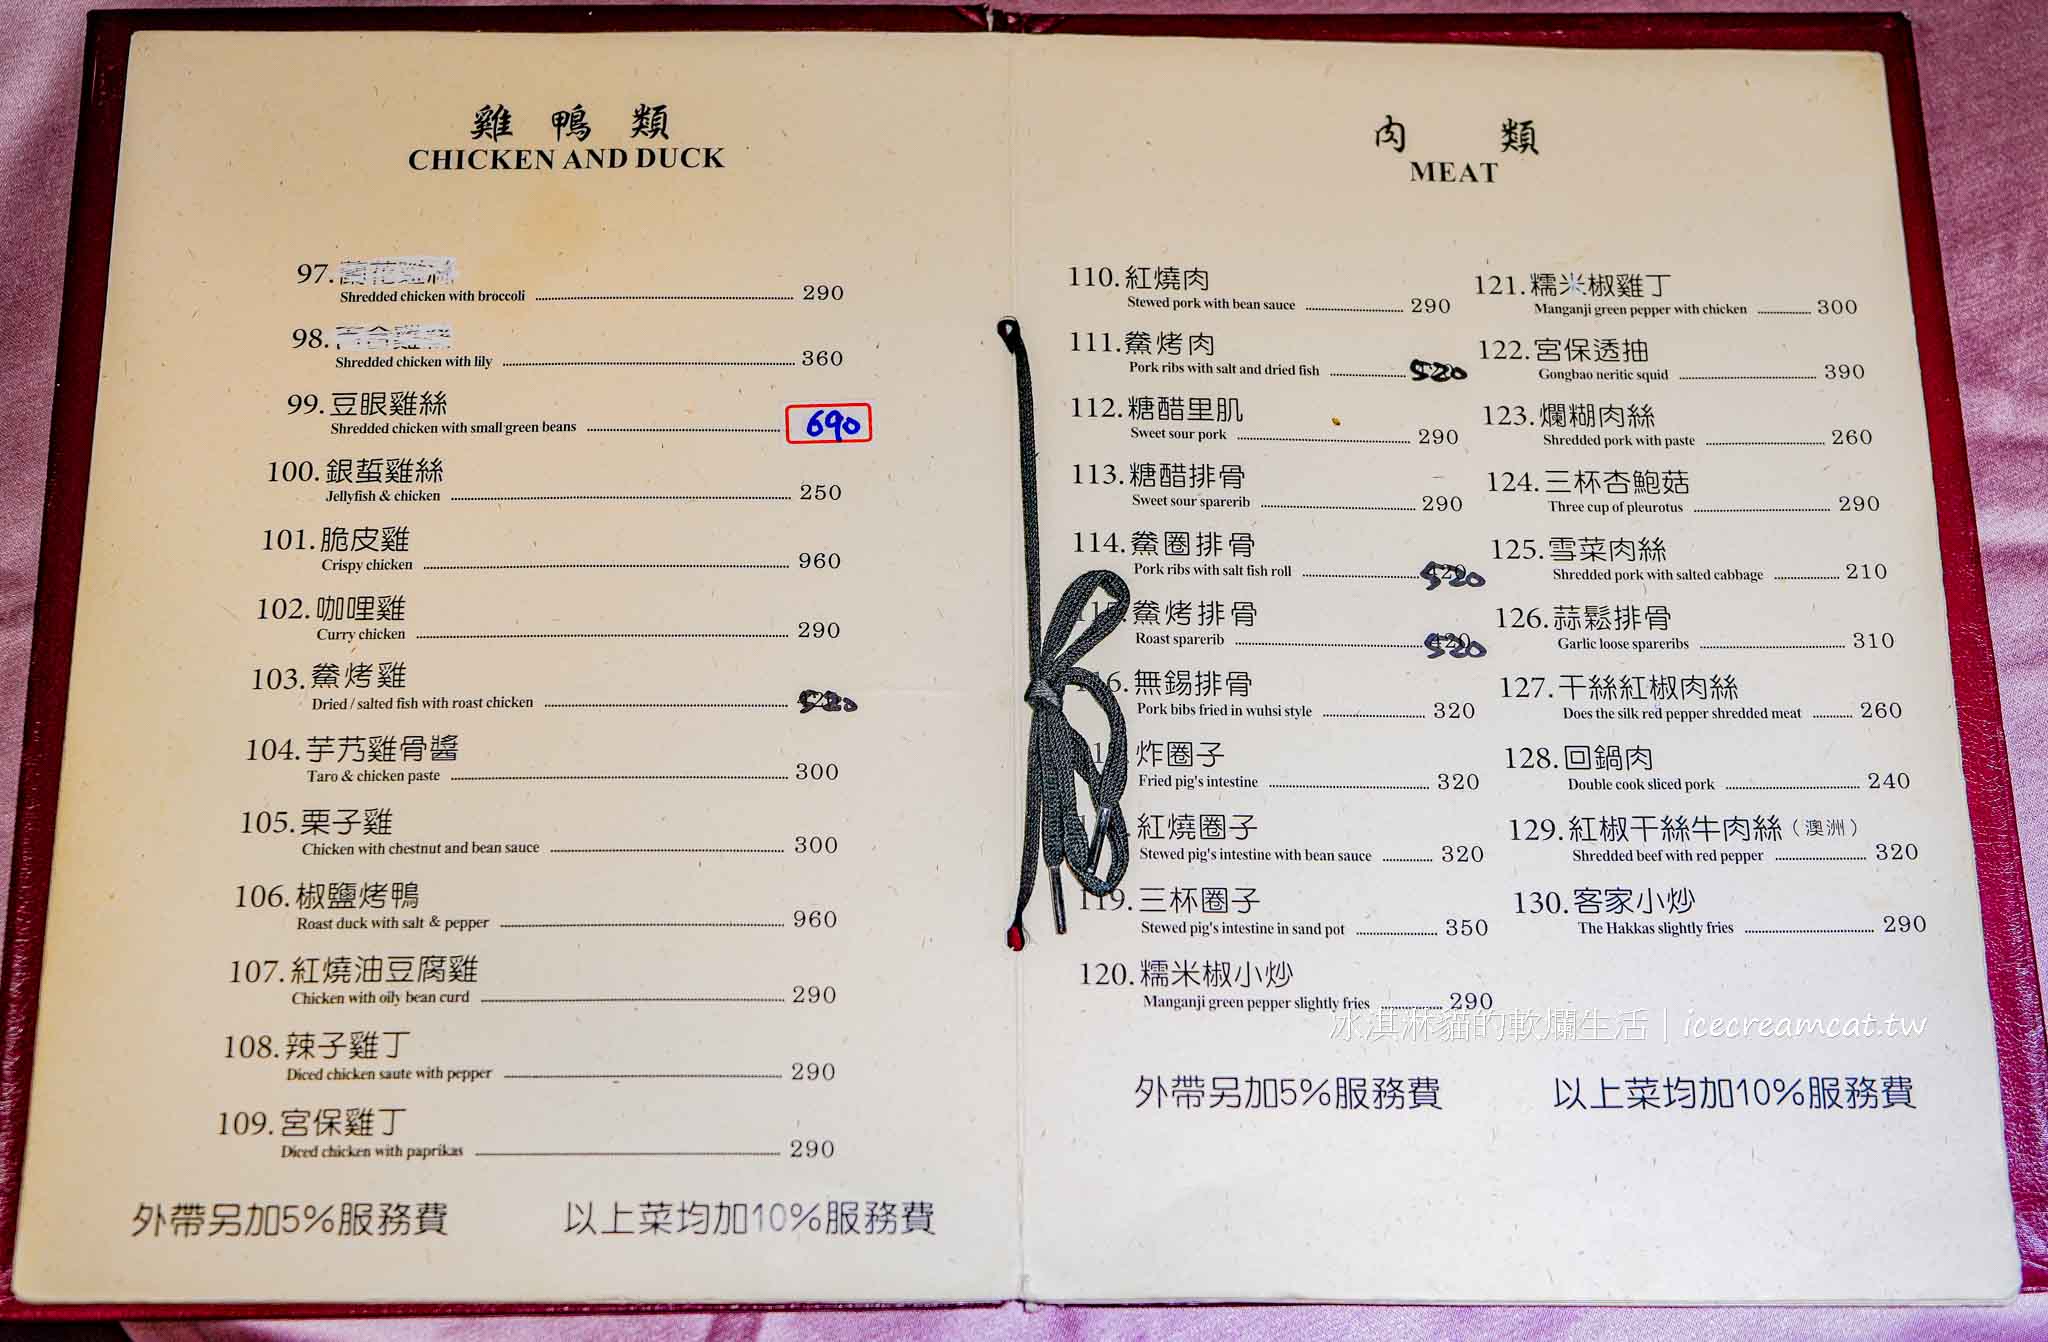 雞鴨類
CHICKEN AND DUCK
97.
Shredded chicken with broccoli 290
98.
Shredded chicken with lily 360
99. 豆眼雞絲
Shredded chicken with small green beans 690
100. 銀蜇雞絲
Jellyfish & chicken 250
101. 脆皮雞
Crispy chicken 960
102. 咖哩雞
Curry chicken 290
103. 鯗烤雞
Dried / salted fish with roast chicken 520
104. 芋艿雞骨醬
Taro & chicken paste 300
105. 栗子雞
Chicken with chestnut and bean sauce 300
106. 椒鹽烤鴨
Roast duck with salt & pepper 960
107. 紅燒油豆腐雞
Chicken with oily bean curd 290
108. 辣子雞丁
Diced chicken saute with pepper 290
109. 宮保雞丁
Diced chicken with paprikas 290
外帶另加5%服務費 以上菜均加10%服務費
肉類
MEAT
110. 紅燒肉
Stewed pork with bean sauce 290
111. 鯗烤肉
Pork ribs with salt and dried fish 520
112. 糖醋里肌
Sweet sour pork 290
113. 糖醋排骨
Sweet sour sparerib 290
114. 鯗圈排骨
Pork ribs with salt fish roll 520
115. 鯗烤排骨
Roast sparerib 520
116. 無錫排骨
Pork bibs fried in wuhsi style 320
炸圈子
Fried pig's intestine 320
紅燒圈子
Stewed pig's intestine with bean sauce 320
119. 三杯圈子
Stewed pig's intestine in sand pot 350
120. 糯米椒小炒
Manganji green pepper slightly fries 290
121. 糯米椒雞丁
Manganji green pepper with chicken 300
122. 宮保透抽
Gongbao neritic squid 390
123. 爛糊肉絲
Shredded pork with paste 260
124. 三杯杏鮑菇
Three cup of pleurotus 290
125. 雪菜肉絲
Shredded pork with salted cabbage 210
126. 蒜鬆排骨
Garlic loose spareribs 310
127. 干絲紅椒肉絲
Does the silk red pepper shredded meat 260
128. 回鍋肉
Double cook sliced pork 240
129. 紅椒干絲牛肉絲（澳洲）
Shredded beef with red pepper 320
130. 客家小炒
The Hakkas slightly fries 290
冰淇淋貓的軟爛生活 | icecreamcat.tw
外帶另加5%服務費 以上菜均加10%服務費